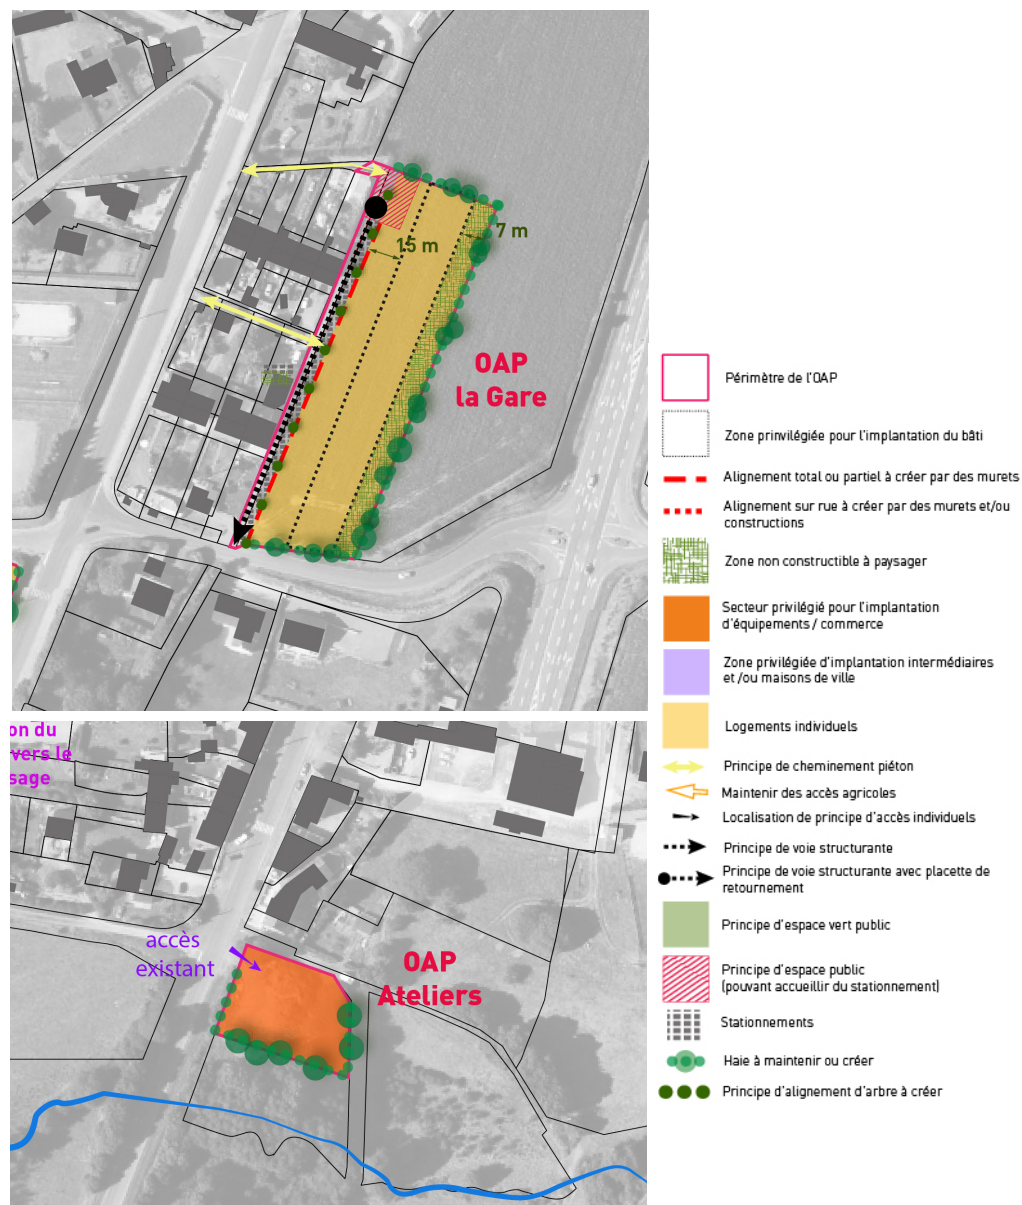 15 m
7 m
OAP
la Gare
on du
vers le
sage
accès
existant
OAP
Ateliers
Périmètre de l'OAP
Zone prinvilégiée pour l'implantation du bâti
Alignement total ou partiel à créer par des murets
Alignement sur rue à créer par des murets et/ou
constructions
Zone non constructible à paysager
Secteur privilégié pour l'implantation
d'équipements / commerce
Zone privilégiée d'implantation intermédiaires
et /ou maisons de ville
Logements individuels
Principe de cheminement piéton
Maintenir des accès agricoles
Localisation de principe d'accès individuels
Principe de voie structurante
Principe de voie structurante avec placette de
retournement
Principe d'espace vert public
Principe d'espace public
(pouvant accueillir du stationnement)
Stationnements
Haie à maintenir ou créer
Principe d'alignement d'arbre à créer